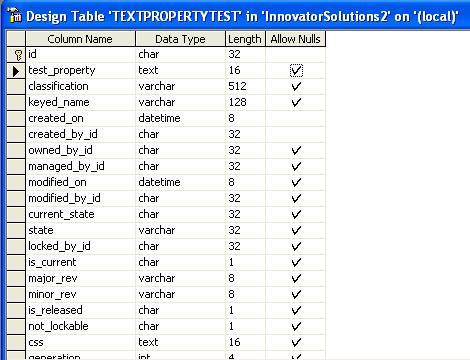 Design Table 'TEXTPROPERTYTEST' in 'InnovatorSolutions2' on '(local)'
Column Name Data Type Length Allow Nulls
id char 32
test_property text 16
classification varchar 512
keyed_name varchar 128
created_on datetime 8
created_by_id char 32
owned_by_id char 32
managed_by_id char 32
modified_on datetime 8
modified_by_id char 32
current_state char 32
state varchar 32
locked_by_id char 32
is_current char 1
major_rev varchar 8
minor_rev varchar 8
is_released char 1
not_lockable char 1
css text 16
generation int 4